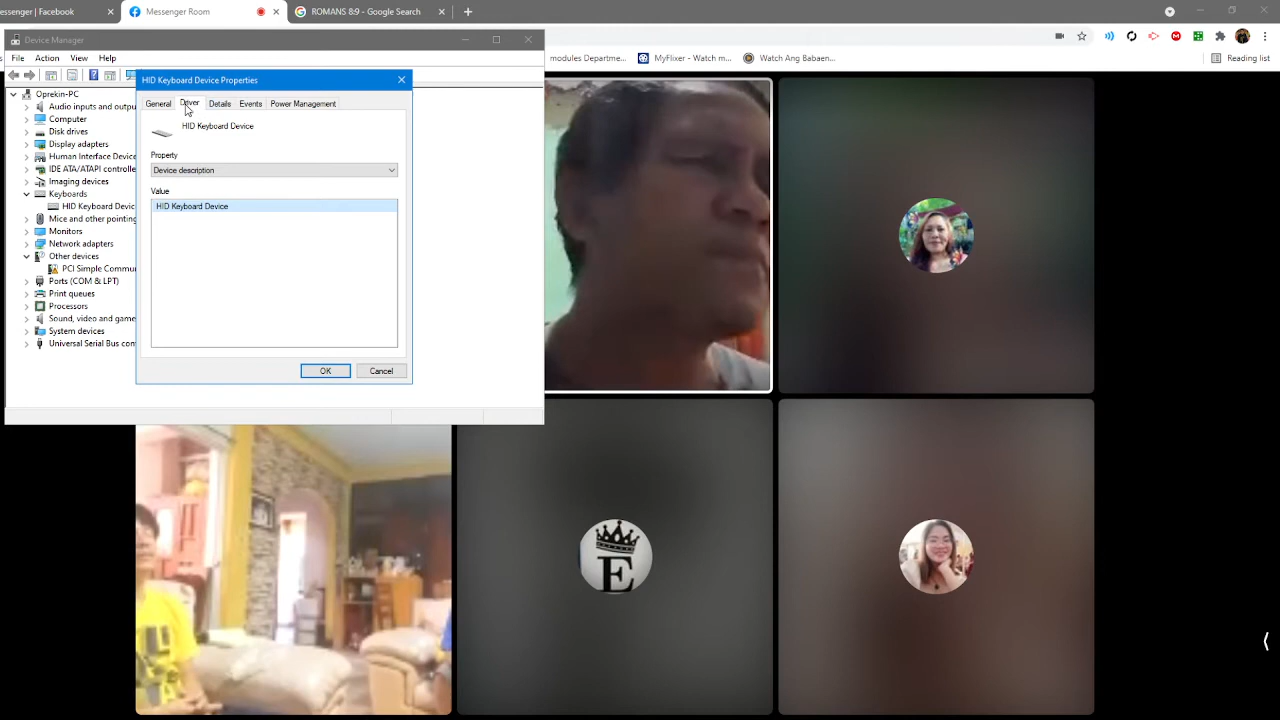 essenger | Facebook
Messenger Room
ROMANS 8:9 - Google Search
Device Manager
File Action View Help
modules Departme...
MyFlixer - Watch m...
Watch Ang Babaen...
Reading list
HID Keyboard Device Properties
General Driver Details Events Power Management
HID Keyboard Device
Property
Device description
Value
HID Keyboard Device
OK
Cancel
Oprekin-PC
Audio inputs and outpu
Computer
Disk drives
Display adapters
Human Interface Device
IDE ATA/ATAPI controlle
Imaging devices
Keyboards
HID Keyboard Devic
Mice and other pointing
Monitors
Network adapters
Other devices
PCI Simple Commu
Ports (COM & LPT)
Print queues
Processors
Sound, video and game
System devices
Universal Serial Bus con
E